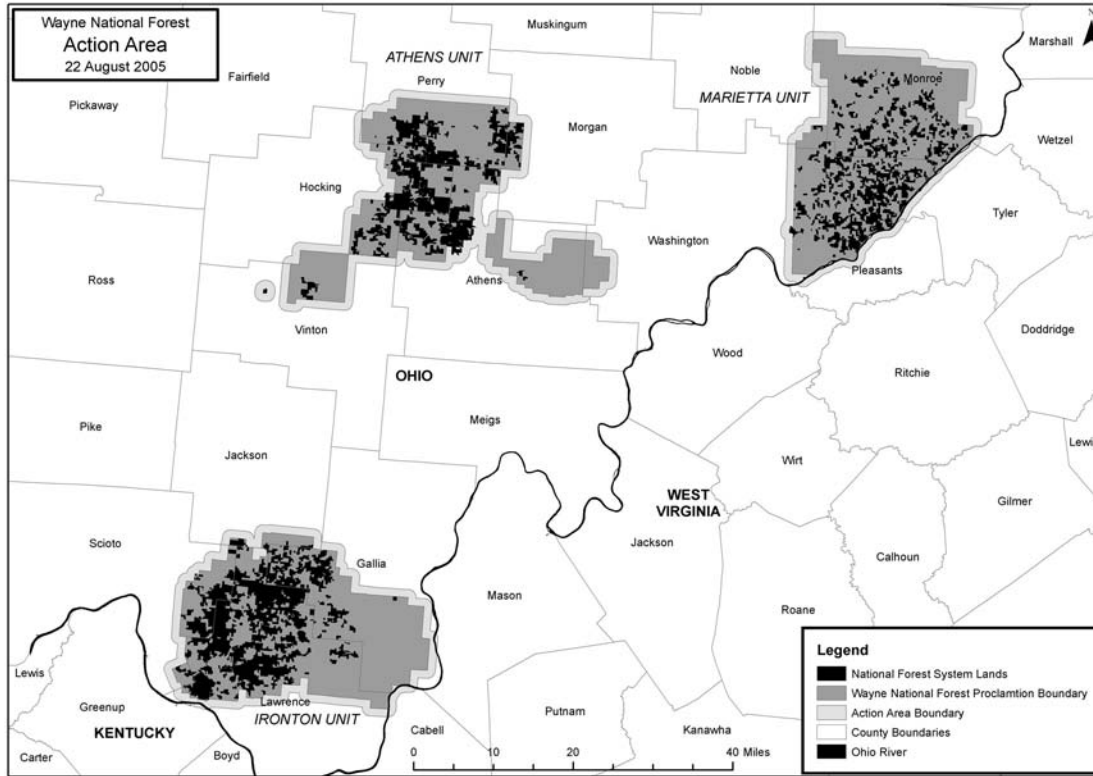 Wayne National Forest
Action Area
22 August 2005
N
Muskingum
Marshall
ATHENS UNIT
Noble
Fairfield
Perry
Monroe
Pickaway
MARIETTA UNIT
Morgan
Wetzel
Hocking
Tyler
Washington
Ross
Athens
Pleasants
Vinton
Doddridge
Wood
OHIO
Ritchie
Meigs
Pike
Lewis
Jackson
Wirt
WEST
VIRGINIA
Gilmer
Scioto
Jackson
Calhoun
Gallia
Mason
Roane
Lewis
Greenup
Lawrence
IRONTON UNIT
Putnam
KENTUCKY
Cabell
Kanawha
Carter
Boyd
0 10 20 40 Miles
Legend
National Forest System Lands
Wayne National Forest Proclamtion Boundary
Action Area Boundary
County Boundaries
Ohio River